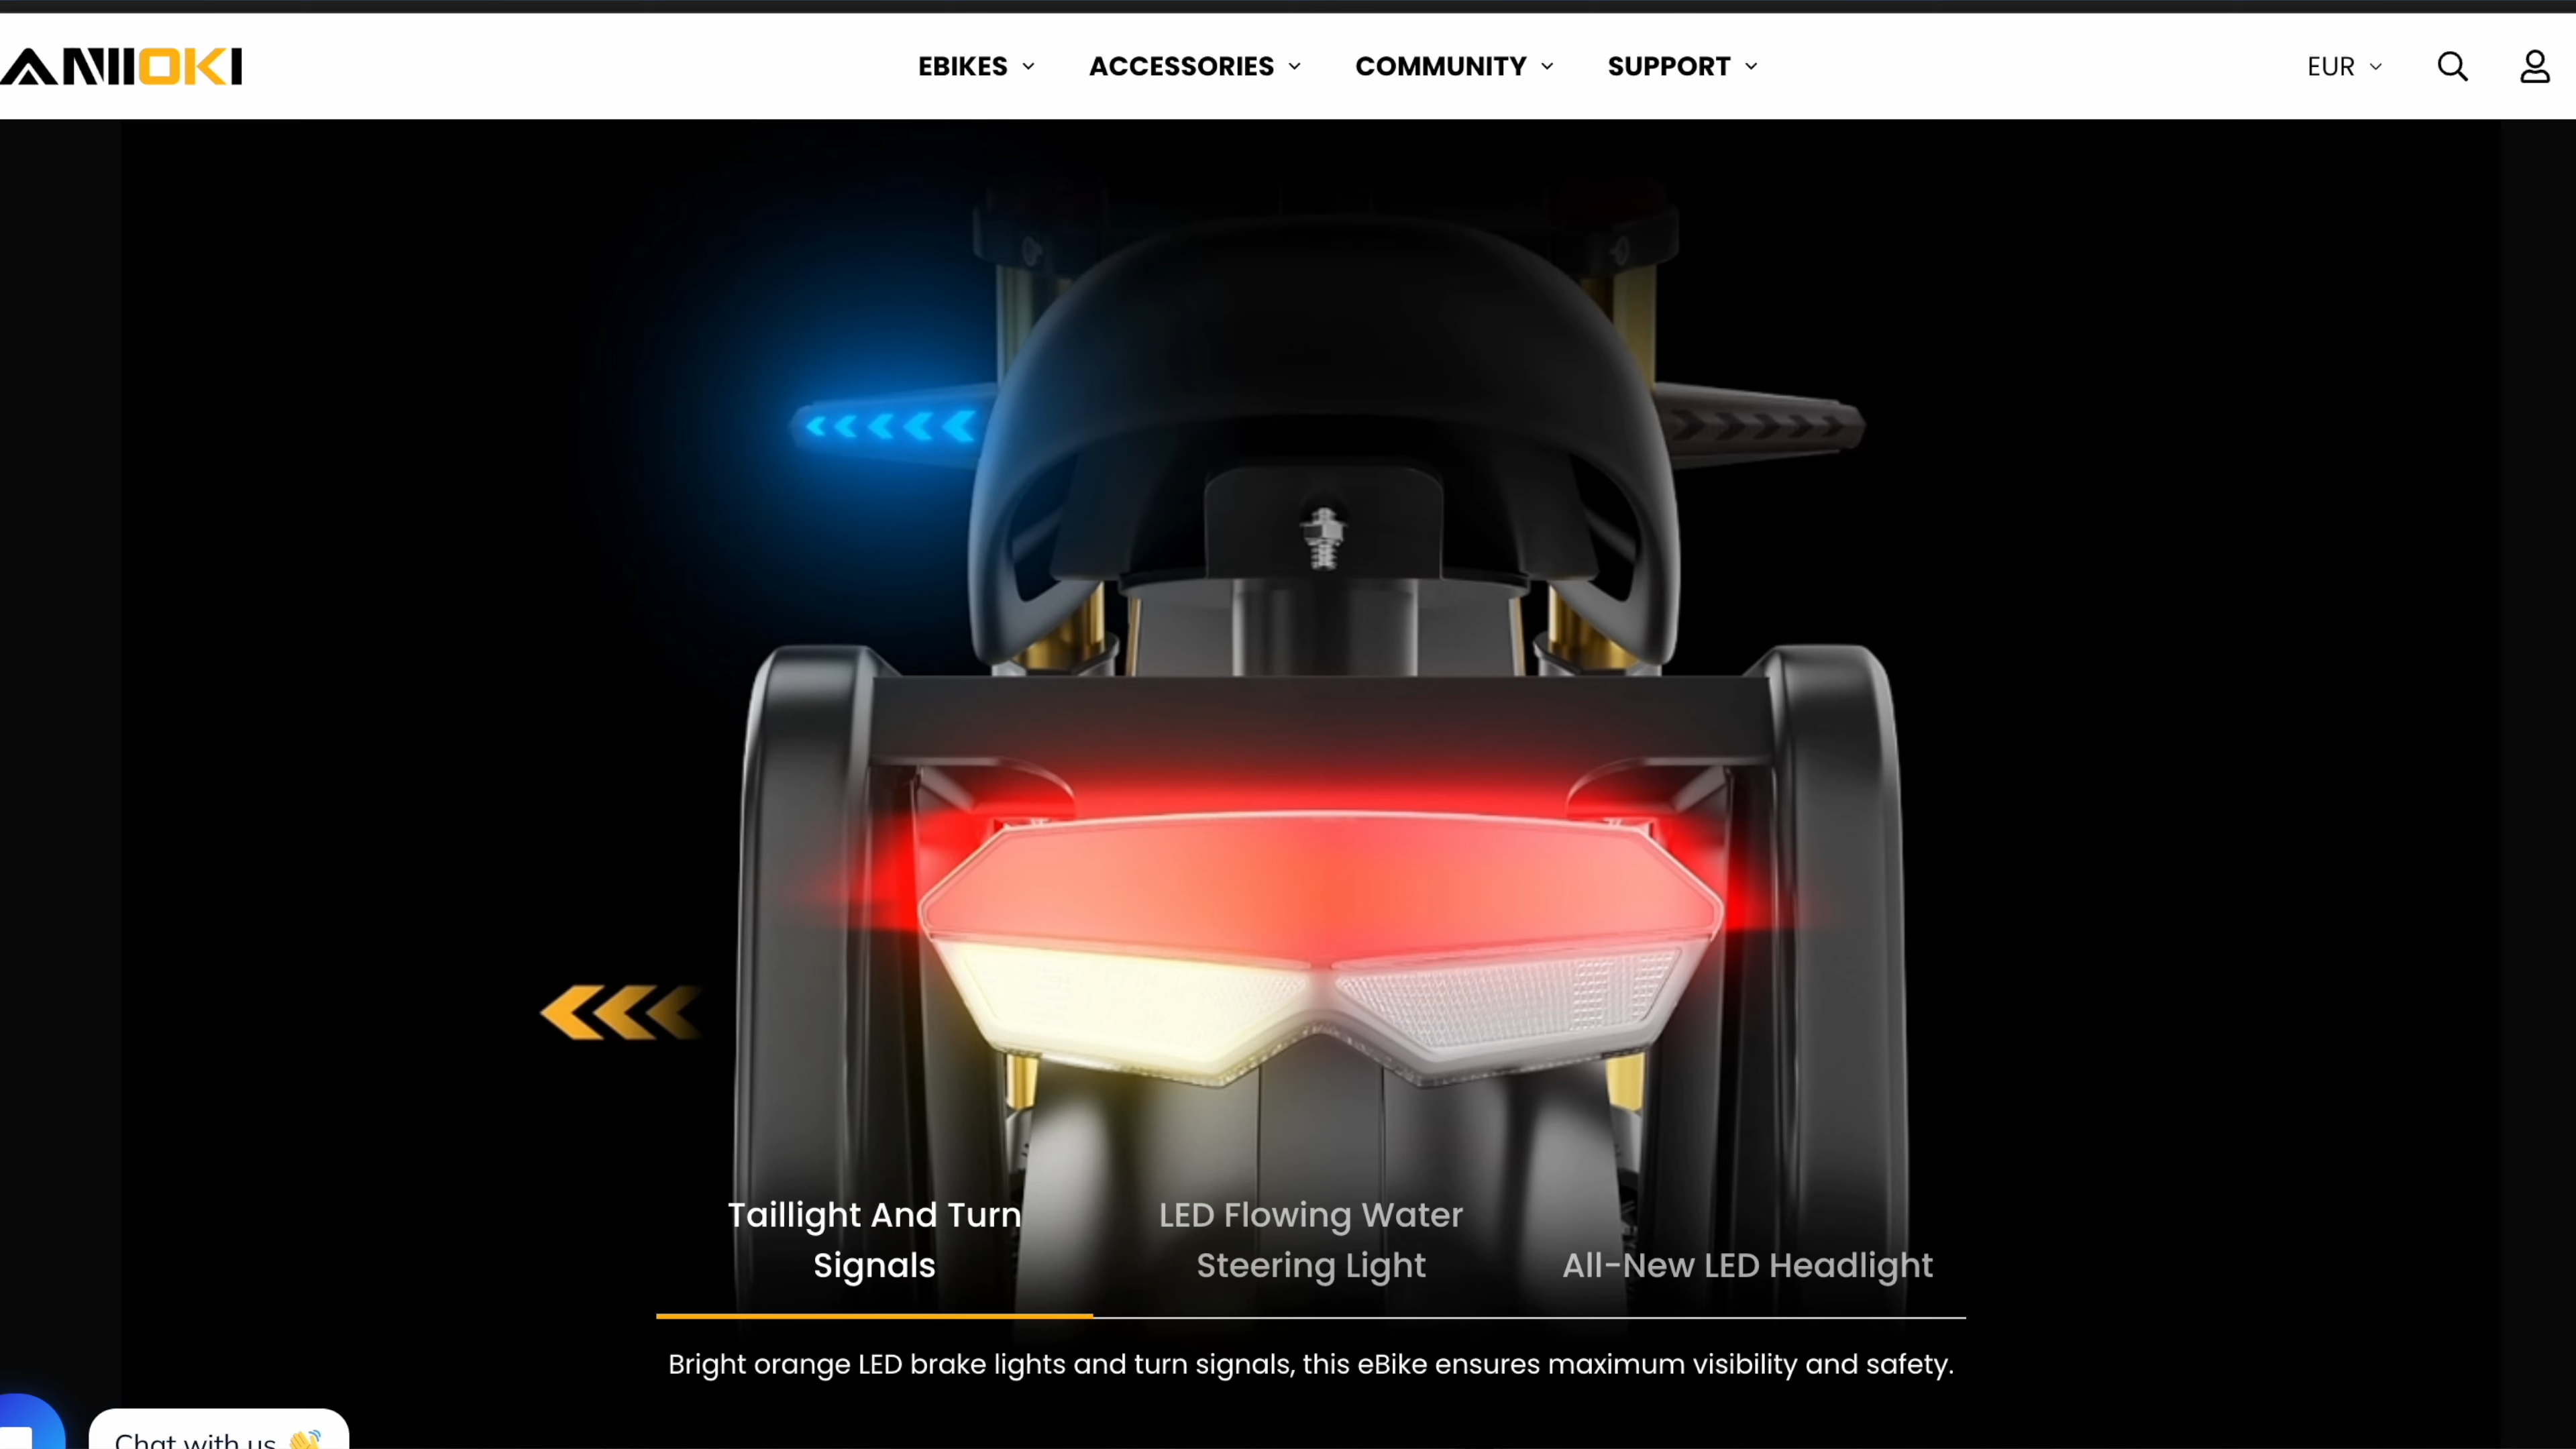 ANIIOKI
EBIKES
ACCESSORIES
COMMUNITY
SUPPORT
EUR
Taillight And Turn
Signals
LED Flowing Water
Steering Light
All-New LED Headlight
Bright orange LED brake lights and turn signals, this eBike ensures maximum visibility and safety.
Chat with us 👋